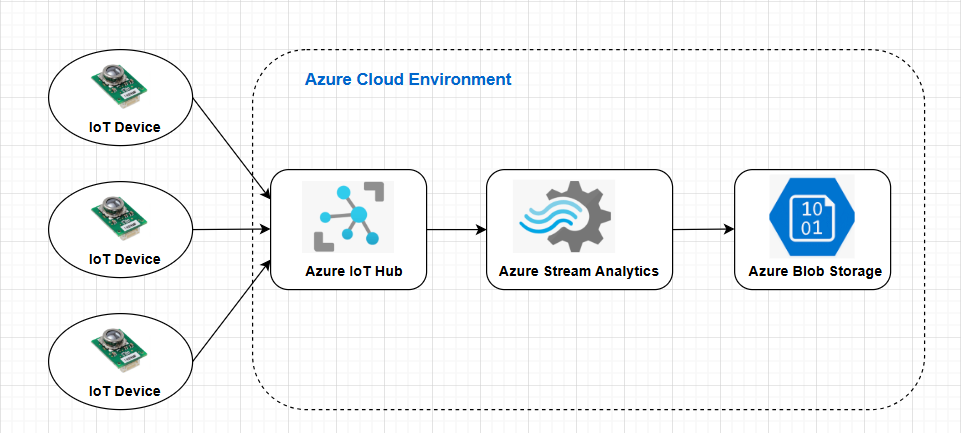 Azure Cloud Environment
IoT Device
IoT Device
IoT Device
Azure IoT Hub
Azure Stream Analytics
10
01
Azure Blob Storage